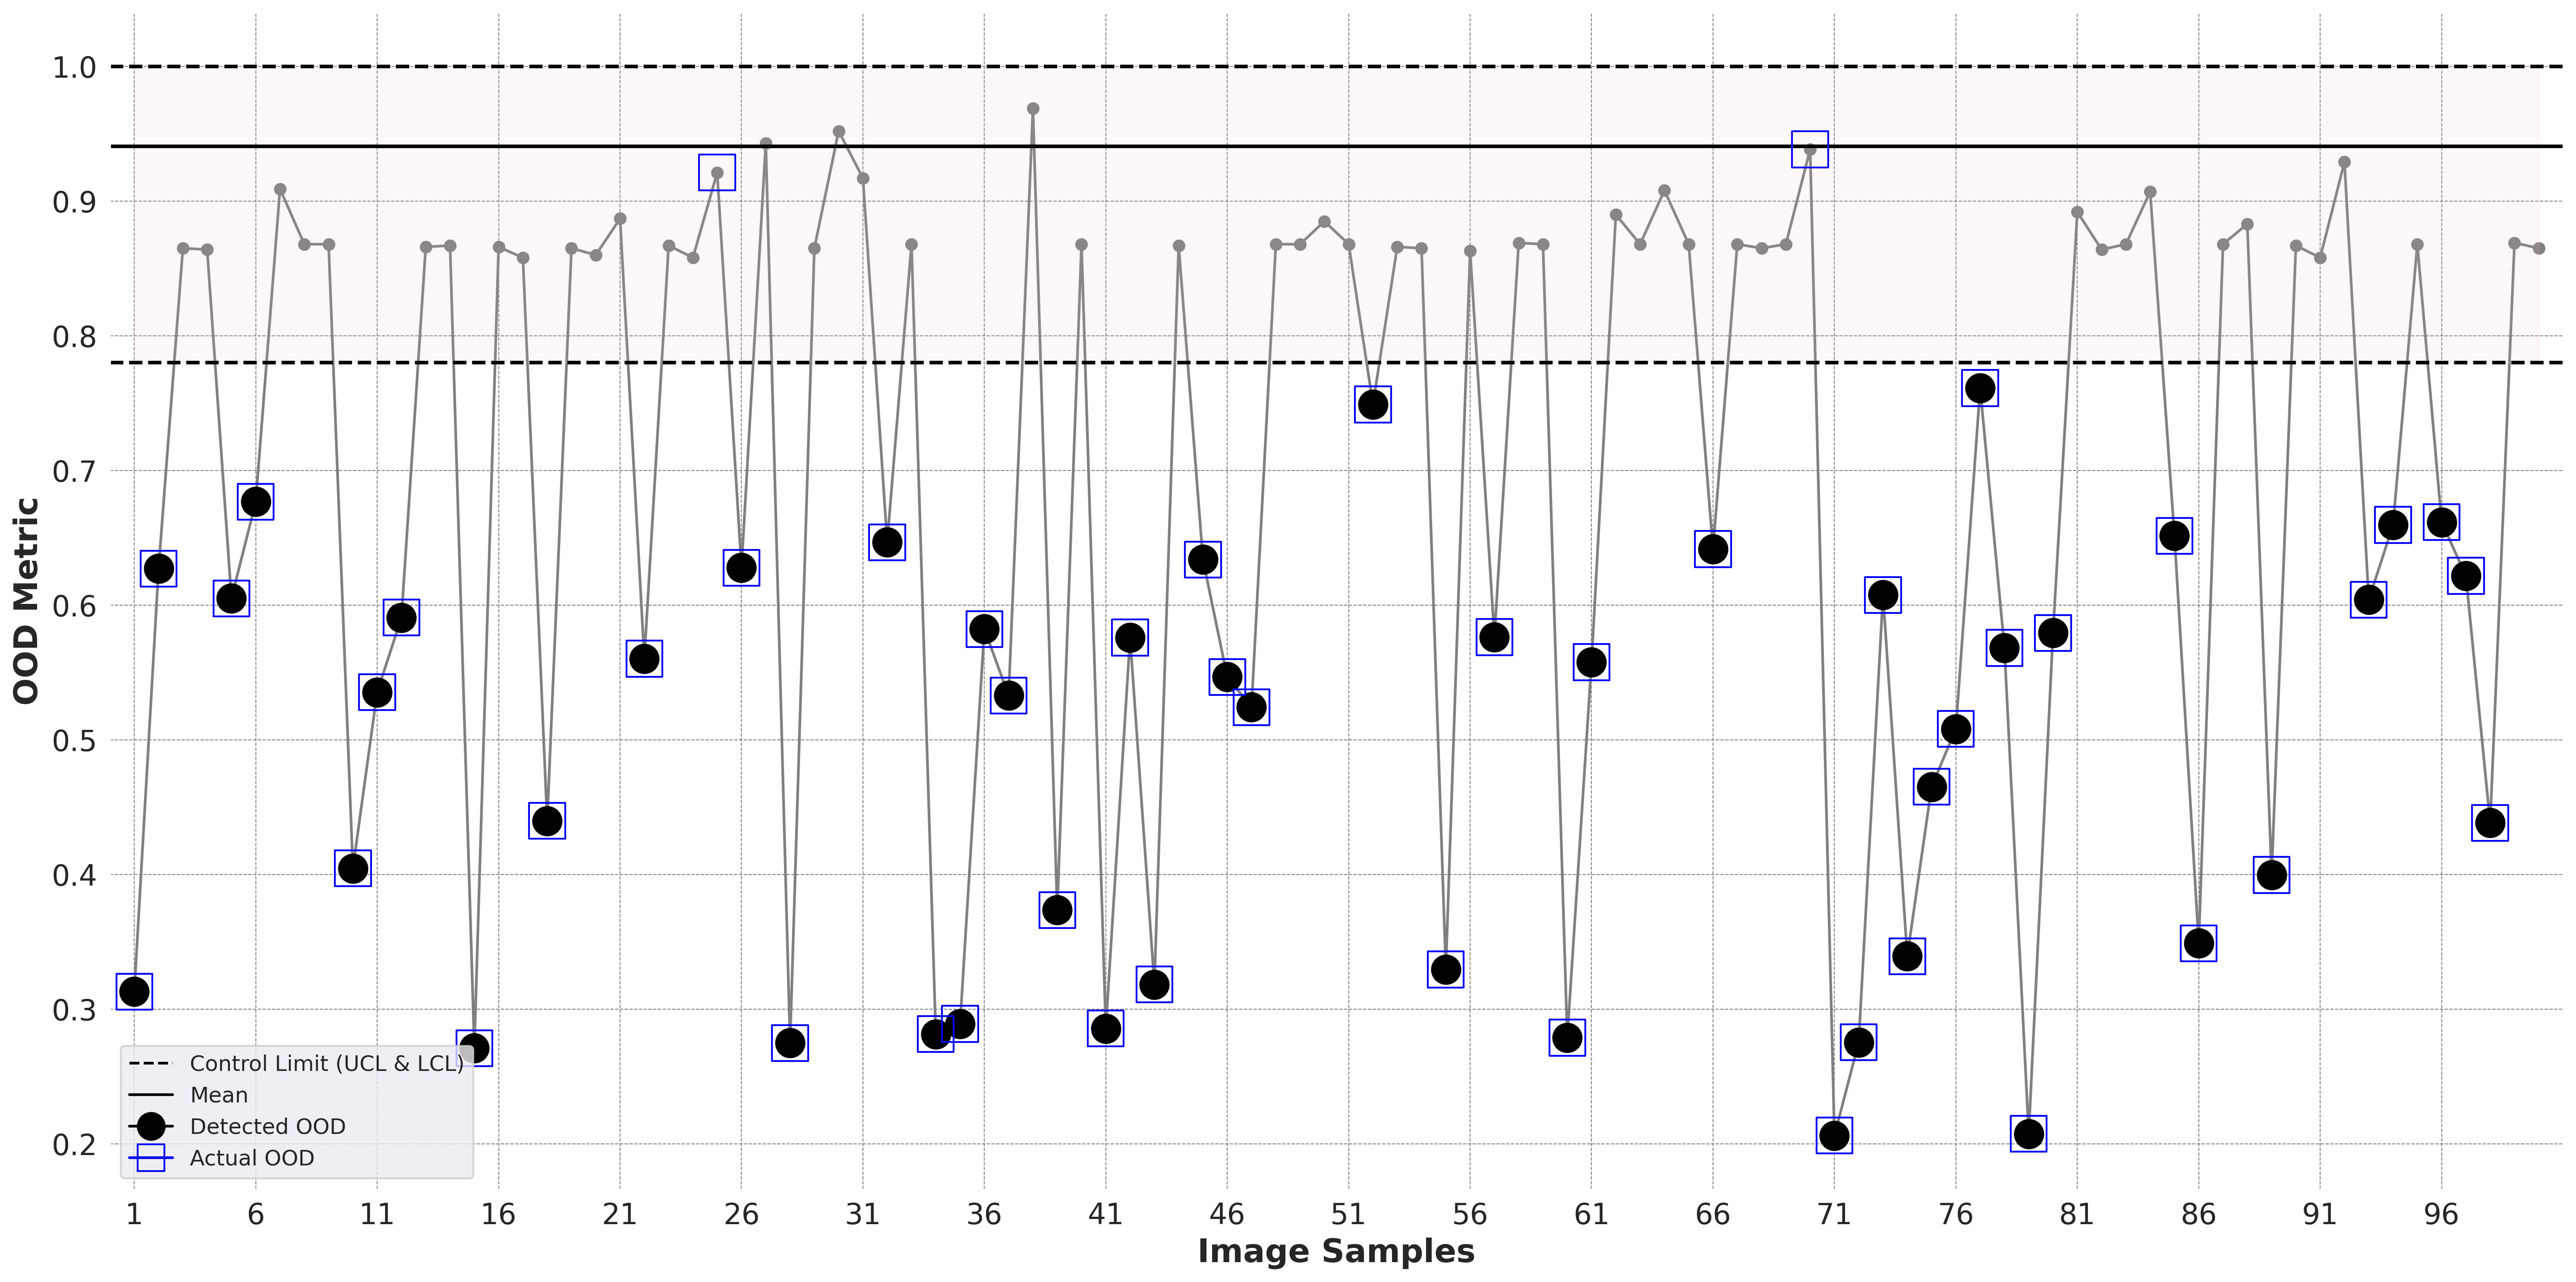 1.0
0.9
0.8
0.7
0.6
0.5
0.4
0.3
0.2
OOD Metric
Control Limit (UCL & LCL)
Mean
Detected OOD
Actual OOD
1 6 11 16 21 26 31 36 41 46 51 56 61 66 71 76 81 86 91 96
Image Samples